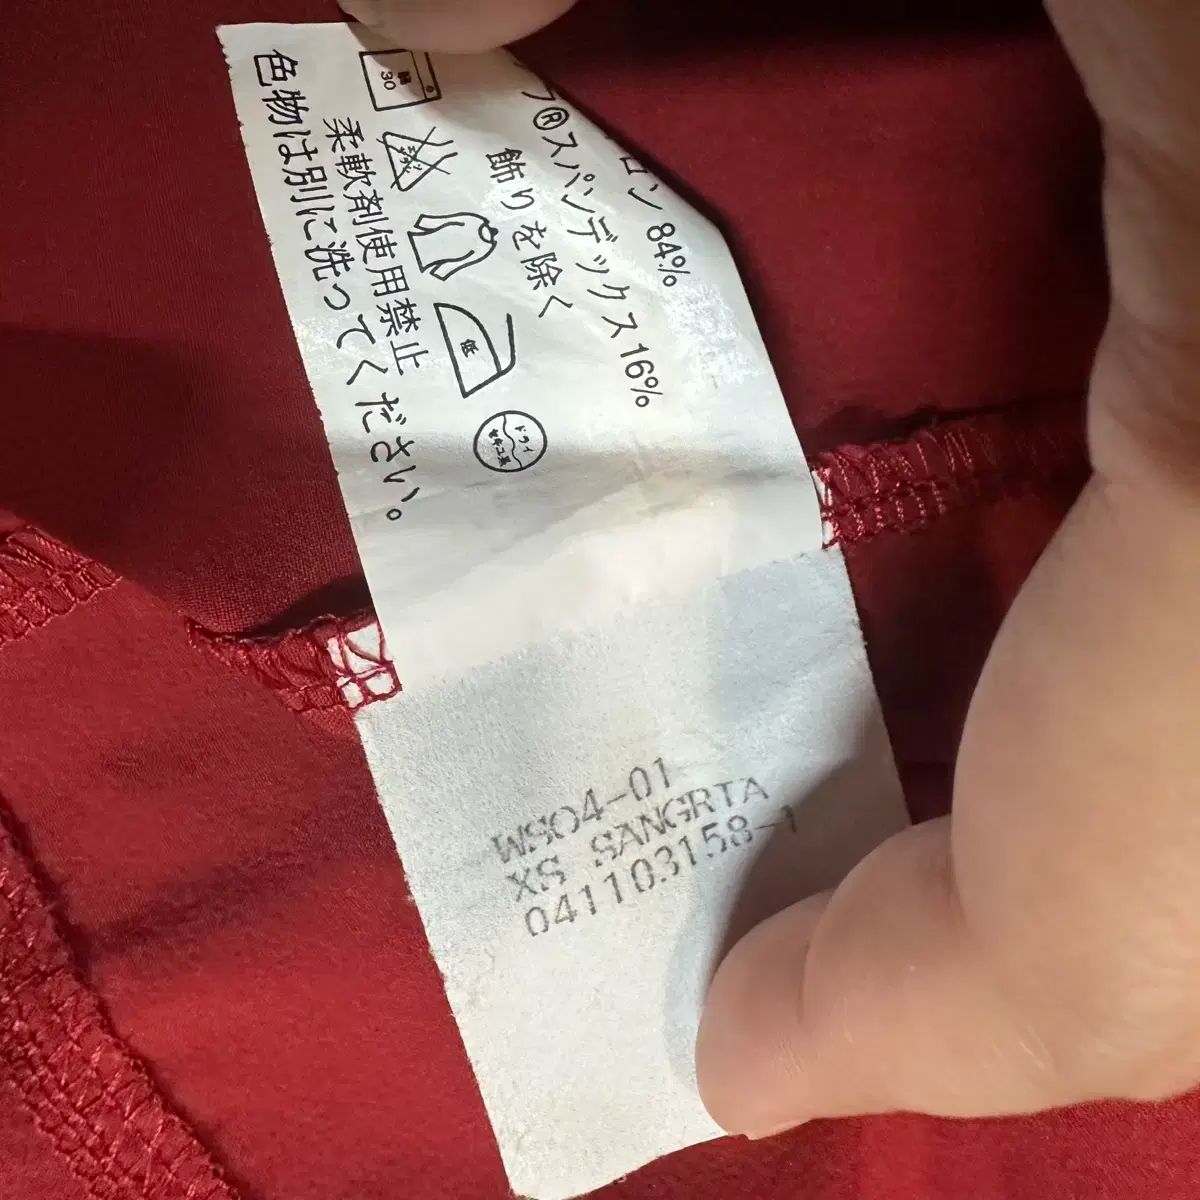 ロン 84%
フ®スパンデックス 16%
飾りを除く
30
低
ドライ
柔軟剤使用禁止
色物は別に洗ってください。
WS04-01
XS SANGRTA
041103158-1